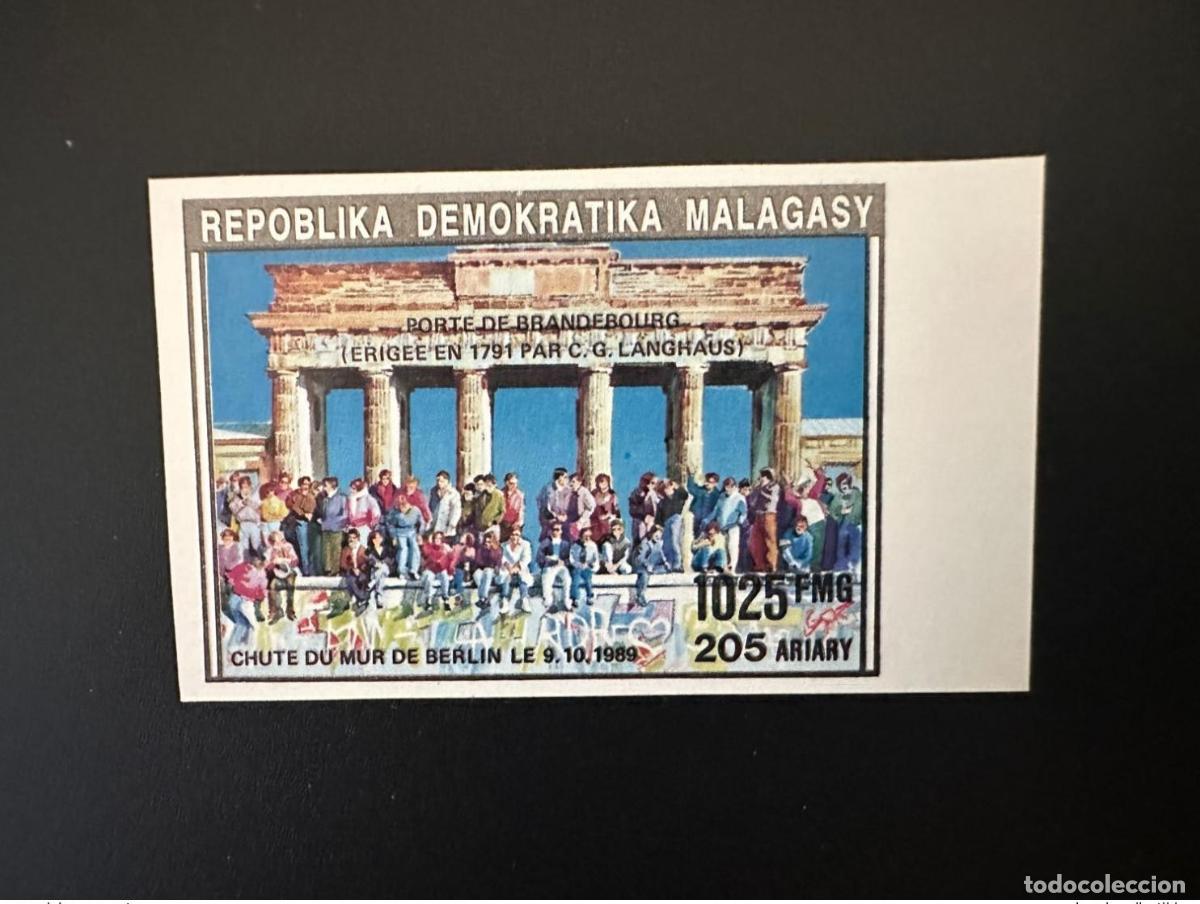 REPOBLIKA DEMOKRATIKA MALAGASY
PORTE DE BRANDEBOURG
(ERIGEE EN 1791 PAR C.G. LANGHAUS)
1025 FMG
205 ARIARY
CHUTE DU MUR DE BERLIN LE 9.10.1989
todocoleccion